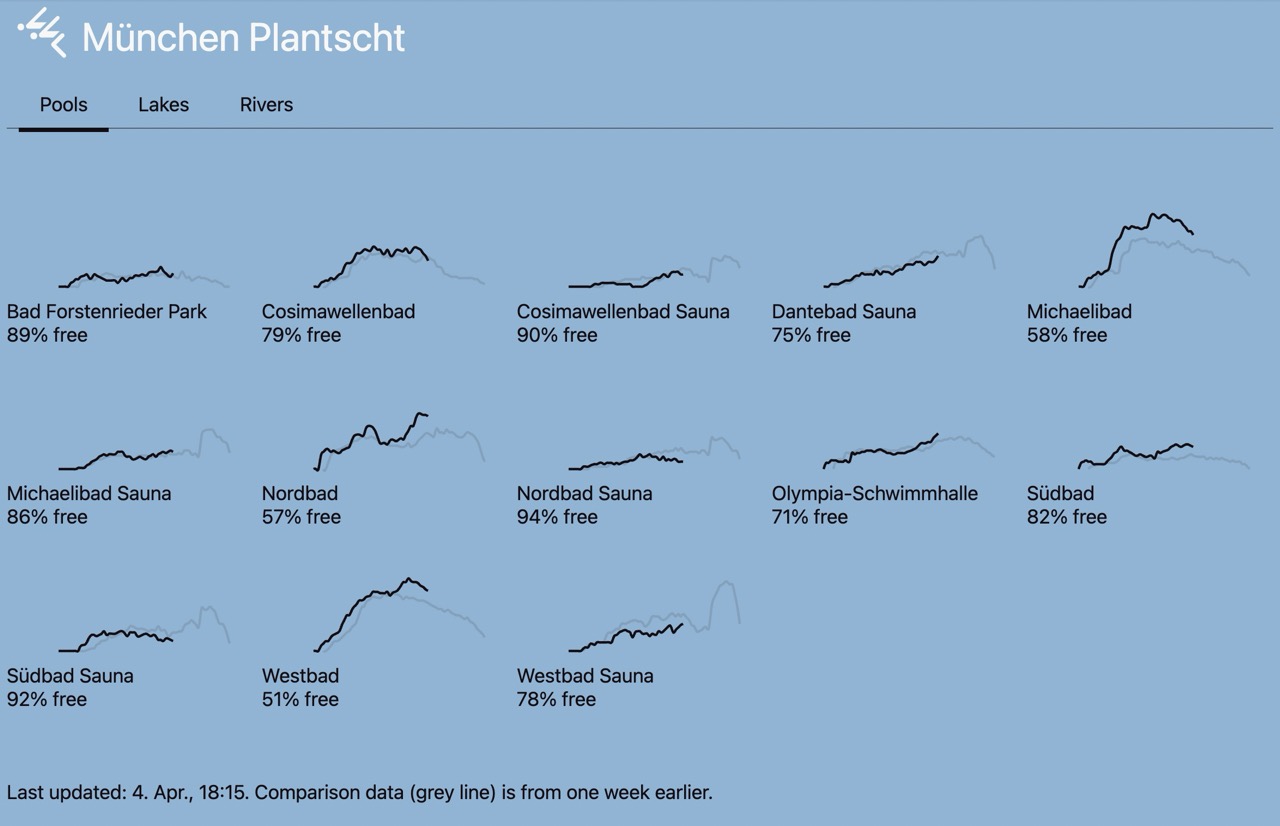 München Plantscht
Pools Lakes Rivers
Bad Forstenrieder Park
89% free
Cosimawellenbad
79% free
Cosimawellenbad Sauna
90% free
Dantebad Sauna
75% free
Michaelibad
58% free
Michaelibad Sauna
86% free
Nordbad
57% free
Nordbad Sauna
94% free
Olympia-Schwimmhalle
71% free
Südbad
82% free
Südbad Sauna
92% free
Westbad
51% free
Westbad Sauna
78% free
Last updated: 4. Apr., 18:15. Comparison data (grey line) is from one week earlier.